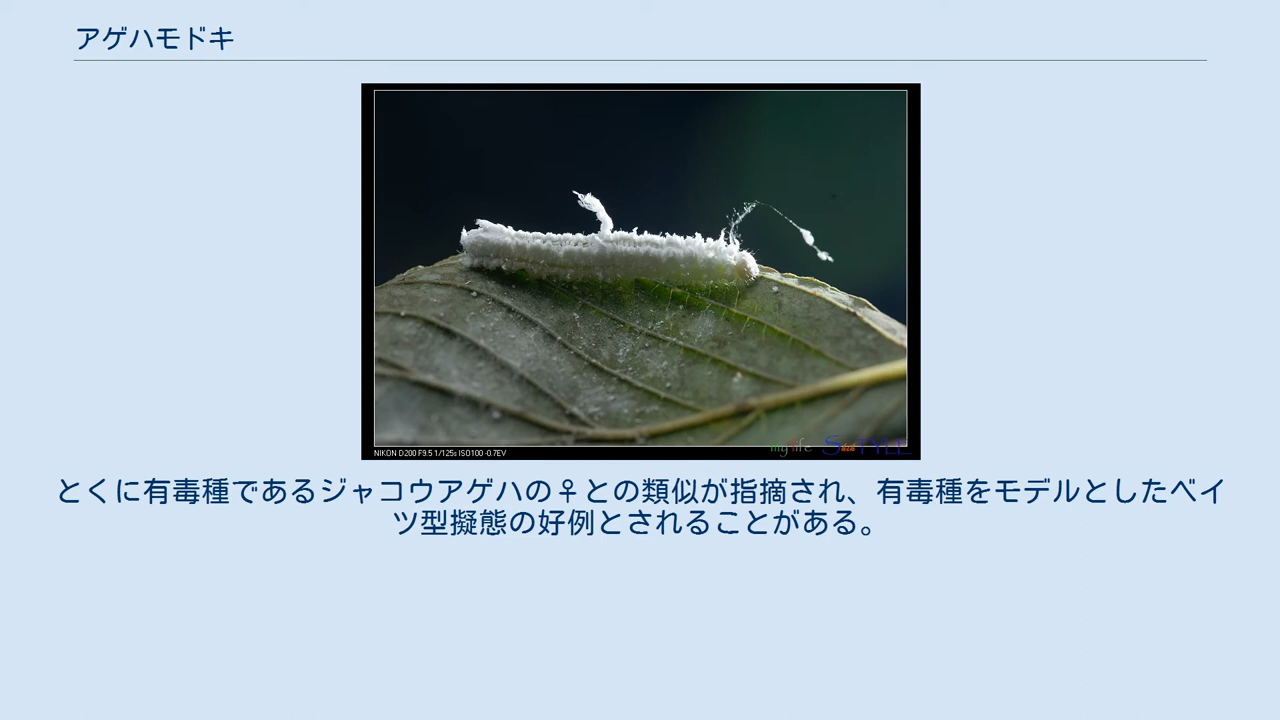 アゲハモドキ
NIKON D200 F9.5 1/125s ISO100 -0.7EV
my life STYLE
とくに有毒種であるジャコウアゲハの♀との類似が指摘され、有毒種をモデルとしたベイ
ツ型擬態の好例とされることがある。